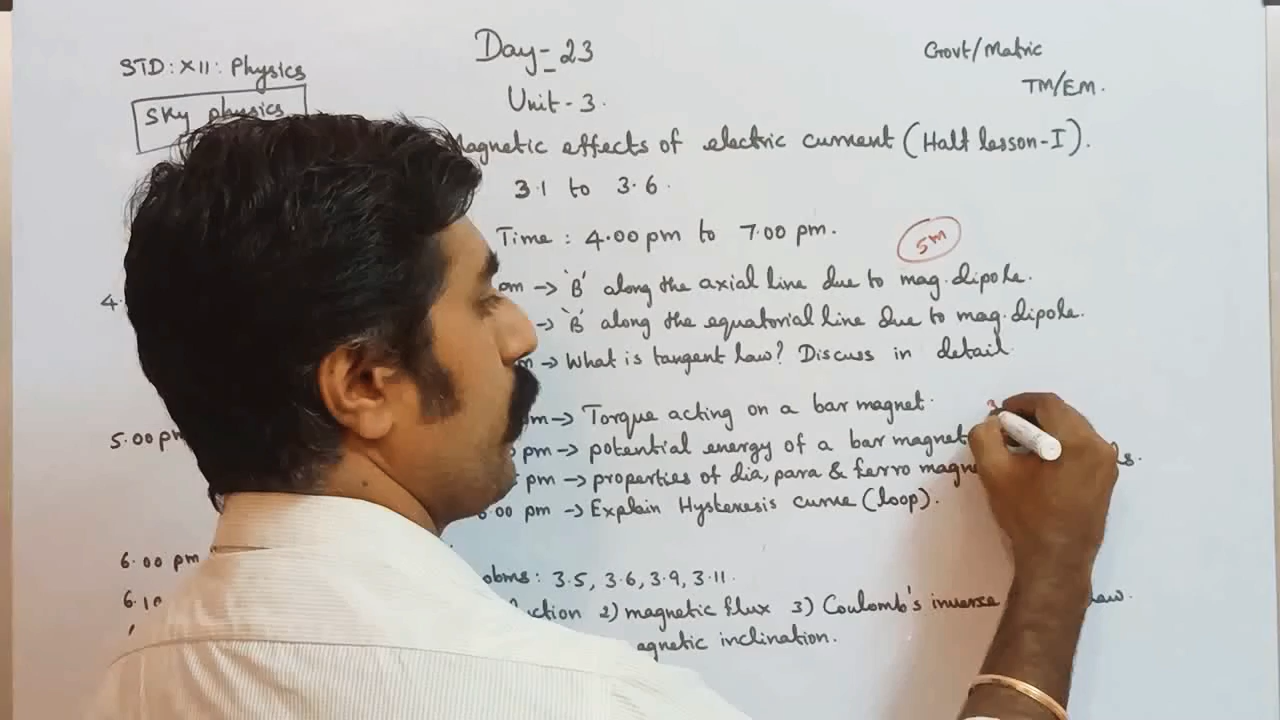 Day-23
STD: XII: Physics
Govt/Matric
TM/EM.
Sky physics
Unit-3.
Magnetic effects of electric current (Half lesson-I).
3.1 to 3.6.
Time: 4.00 pm to 7.00 pm.
5m
4. pm -> 'B' along the axial line due to mag. dipole.
-> 'B' along the equatorial line due to mag. dipole.
-> What is tangent law? Discuss in detail.
-> Torque acting on a bar magnet.
5.00 pm pm -> potential energy of a bar magnet
pm -> properties of dia, para & ferro
.00 pm -> Explain Hysteresis curve (loop).
6.00 pm : 3.5, 3.6, 3.9, 3.11.
6.10 2) magnetic flux 3) Coulomb's inverse law.
inclination.